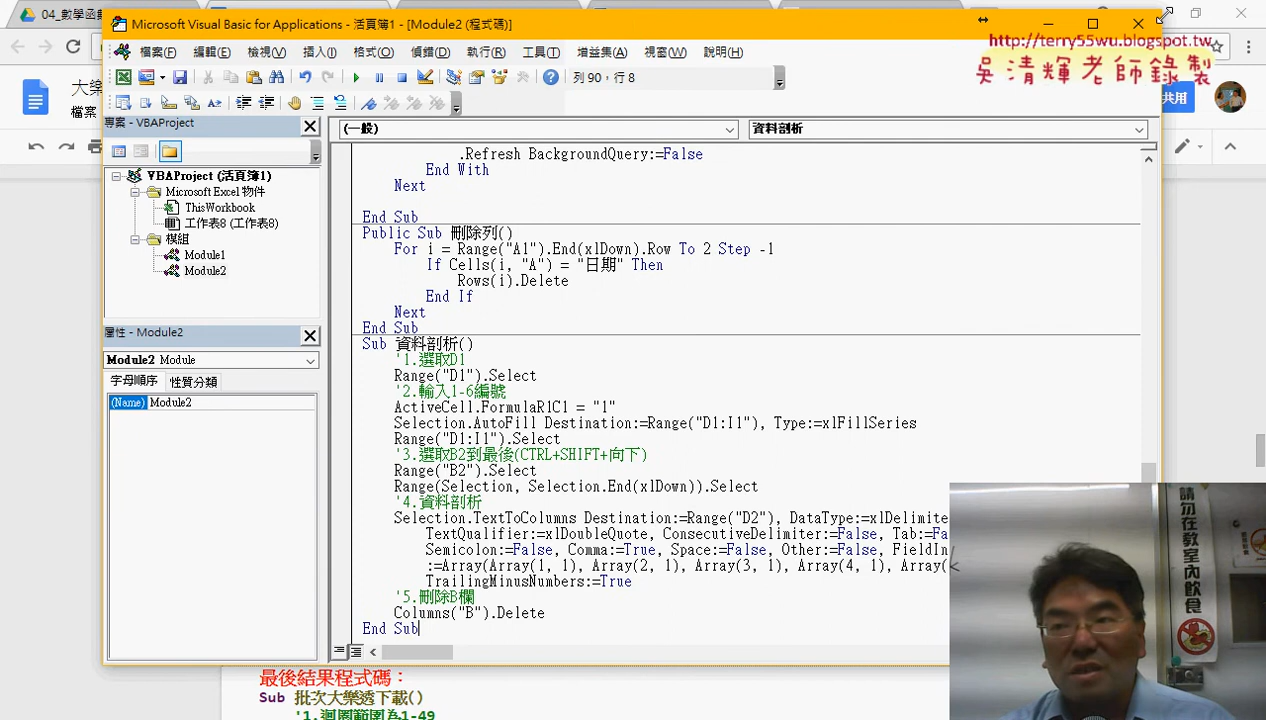 04_數學函數
Microsoft Visual Basic for Applications - 活頁簿1 - [Module2 (程式碼)]
http://terry55wu.blogspot.tw
吳清輝老師錄製
檔案(F) 編輯(E) 檢視(V) 插入(I) 格式(O) 偵錯(D) 執行(R) 工具(T) 增益集(A) 視窗(W) 說明(H)
列 90，行 8
大樂
檔案
共用
專案 - VBAProject
(一般)
資料剖析
VBAProject (活頁簿1)
Microsoft Excel 物件
ThisWorkbook
工作表8 (工作表8)
模組
Module1
Module2
屬性 - Module2
Module2 Module
字母順序 性質分類
(Name) Module2
.Refresh BackgroundQuery:=False
End With
Next
End Sub
Public Sub 刪除列()
For i = Range("A1").End(xlDown).Row To 2 Step -1
If Cells(i, "A") = "日期" Then
Rows(i).Delete
End If
Next
End Sub
Sub 資料剖析()
'1.選取D1
Range("D1").Select
'2.輸入1-6編號
ActiveCell.FormulaR1C1 = "1"
Selection.AutoFill Destination:=Range("D1:I1"), Type:=xlFillSeries
Range("D1:I1").Select
'3.選取B2到最後(CTRL+SHIFT+向下)
Range("B2").Select
Range(Selection, Selection.End(xlDown)).Select
'4.資料剖析
Selection.TextToColumns Destination:=Range("D2"), DataType:=xlDelimite
TextQualifier:=xlDoubleQuote, ConsecutiveDelimiter:=False, Tab:=Fa
Semicolon:=False, Comma:=True, Space:=False, Other:=False, FieldIn
:=Array(Array(1, 1), Array(2, 1), Array(3, 1), Array(4, 1), Array(
TrailingMinusNumbers:=True
'5.刪除B欄
Columns("B").Delete
End Sub
請勿在教室內飲食
最後結果程式碼：
Sub 批次大樂透下載()
'1.迴圈範圍為1-49